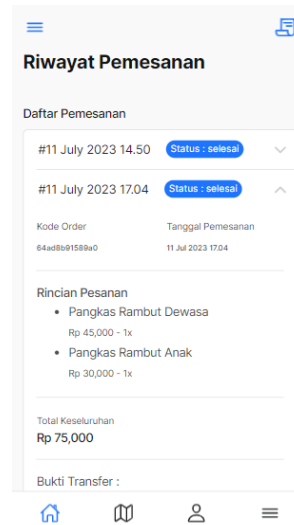 Riwayat Pemesanan
Daftar Pemesanan
#11 July 2023 14.50 Status : selesai
#11 July 2023 17.04 Status : selesai
Kode Order Tanggal Pemesanan
64ad8b91589a0 11 Jul 2023 17.04
Rincian Pesanan
• Pangkas Rambut Dewasa
Rp 45,000 - 1x
• Pangkas Rambut Anak
Rp 30,000 - 1x
Total Keseluruhan
Rp 75,000
Bukti Transfer :